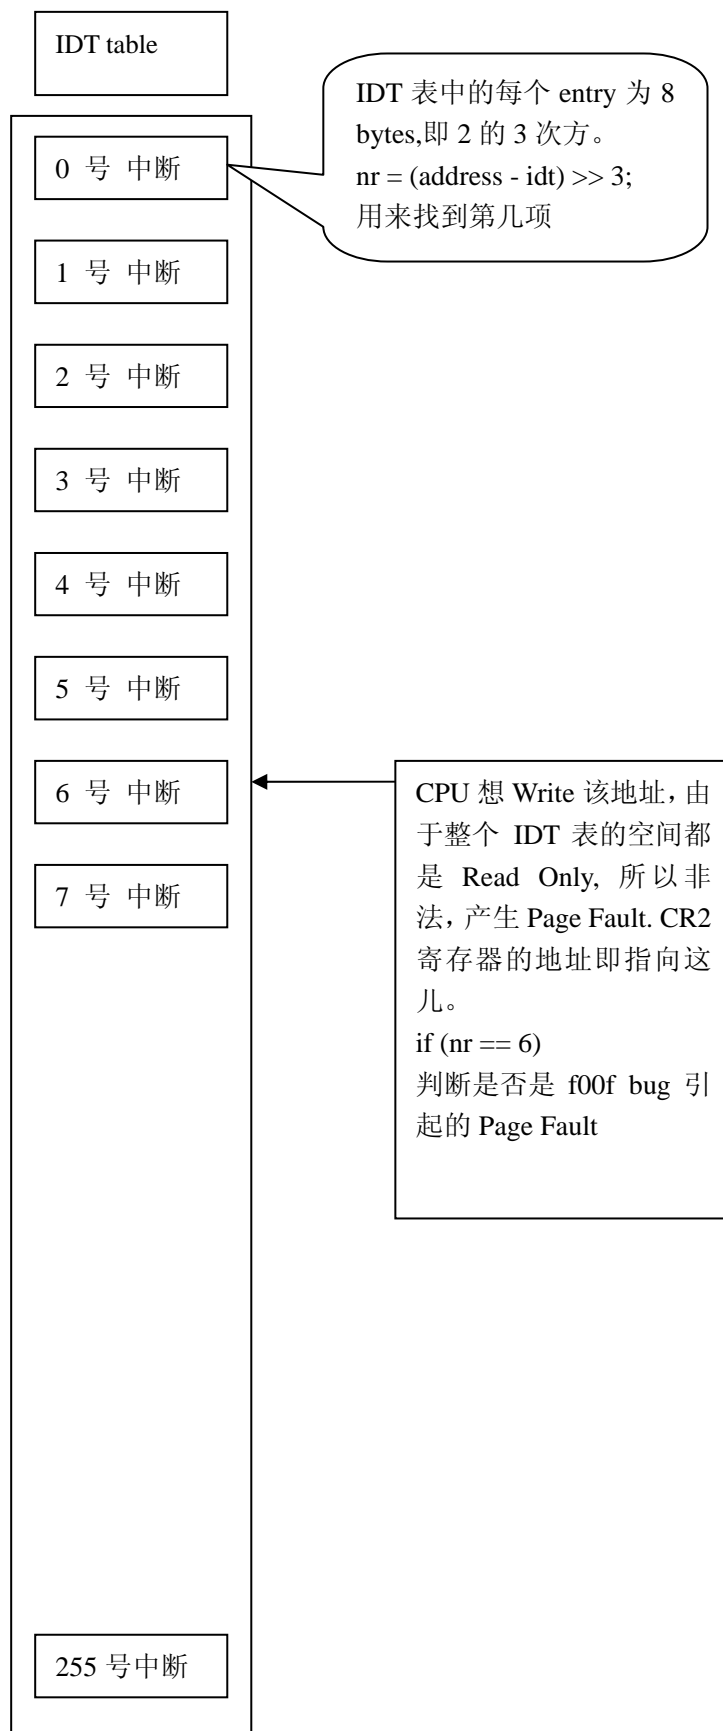 IDT table
IDT 表中的每个 entry 为 8
bytes,即 2 的 3 次方。
nr = (address - idt) >> 3;
用来找到第几项
0 号 中断
1 号 中断
2 号 中断
3 号 中断
4 号 中断
5 号 中断
6 号 中断
CPU 想 Write 该地址，由
于整个 IDT 表的空间都
是 Read Only, 所以非
法，产生 Page Fault. CR2
寄存器的地址即指向这
儿。
if (nr == 6)
判断是否是 f00f bug 引
起的 Page Fault
7 号 中断
255 号中断